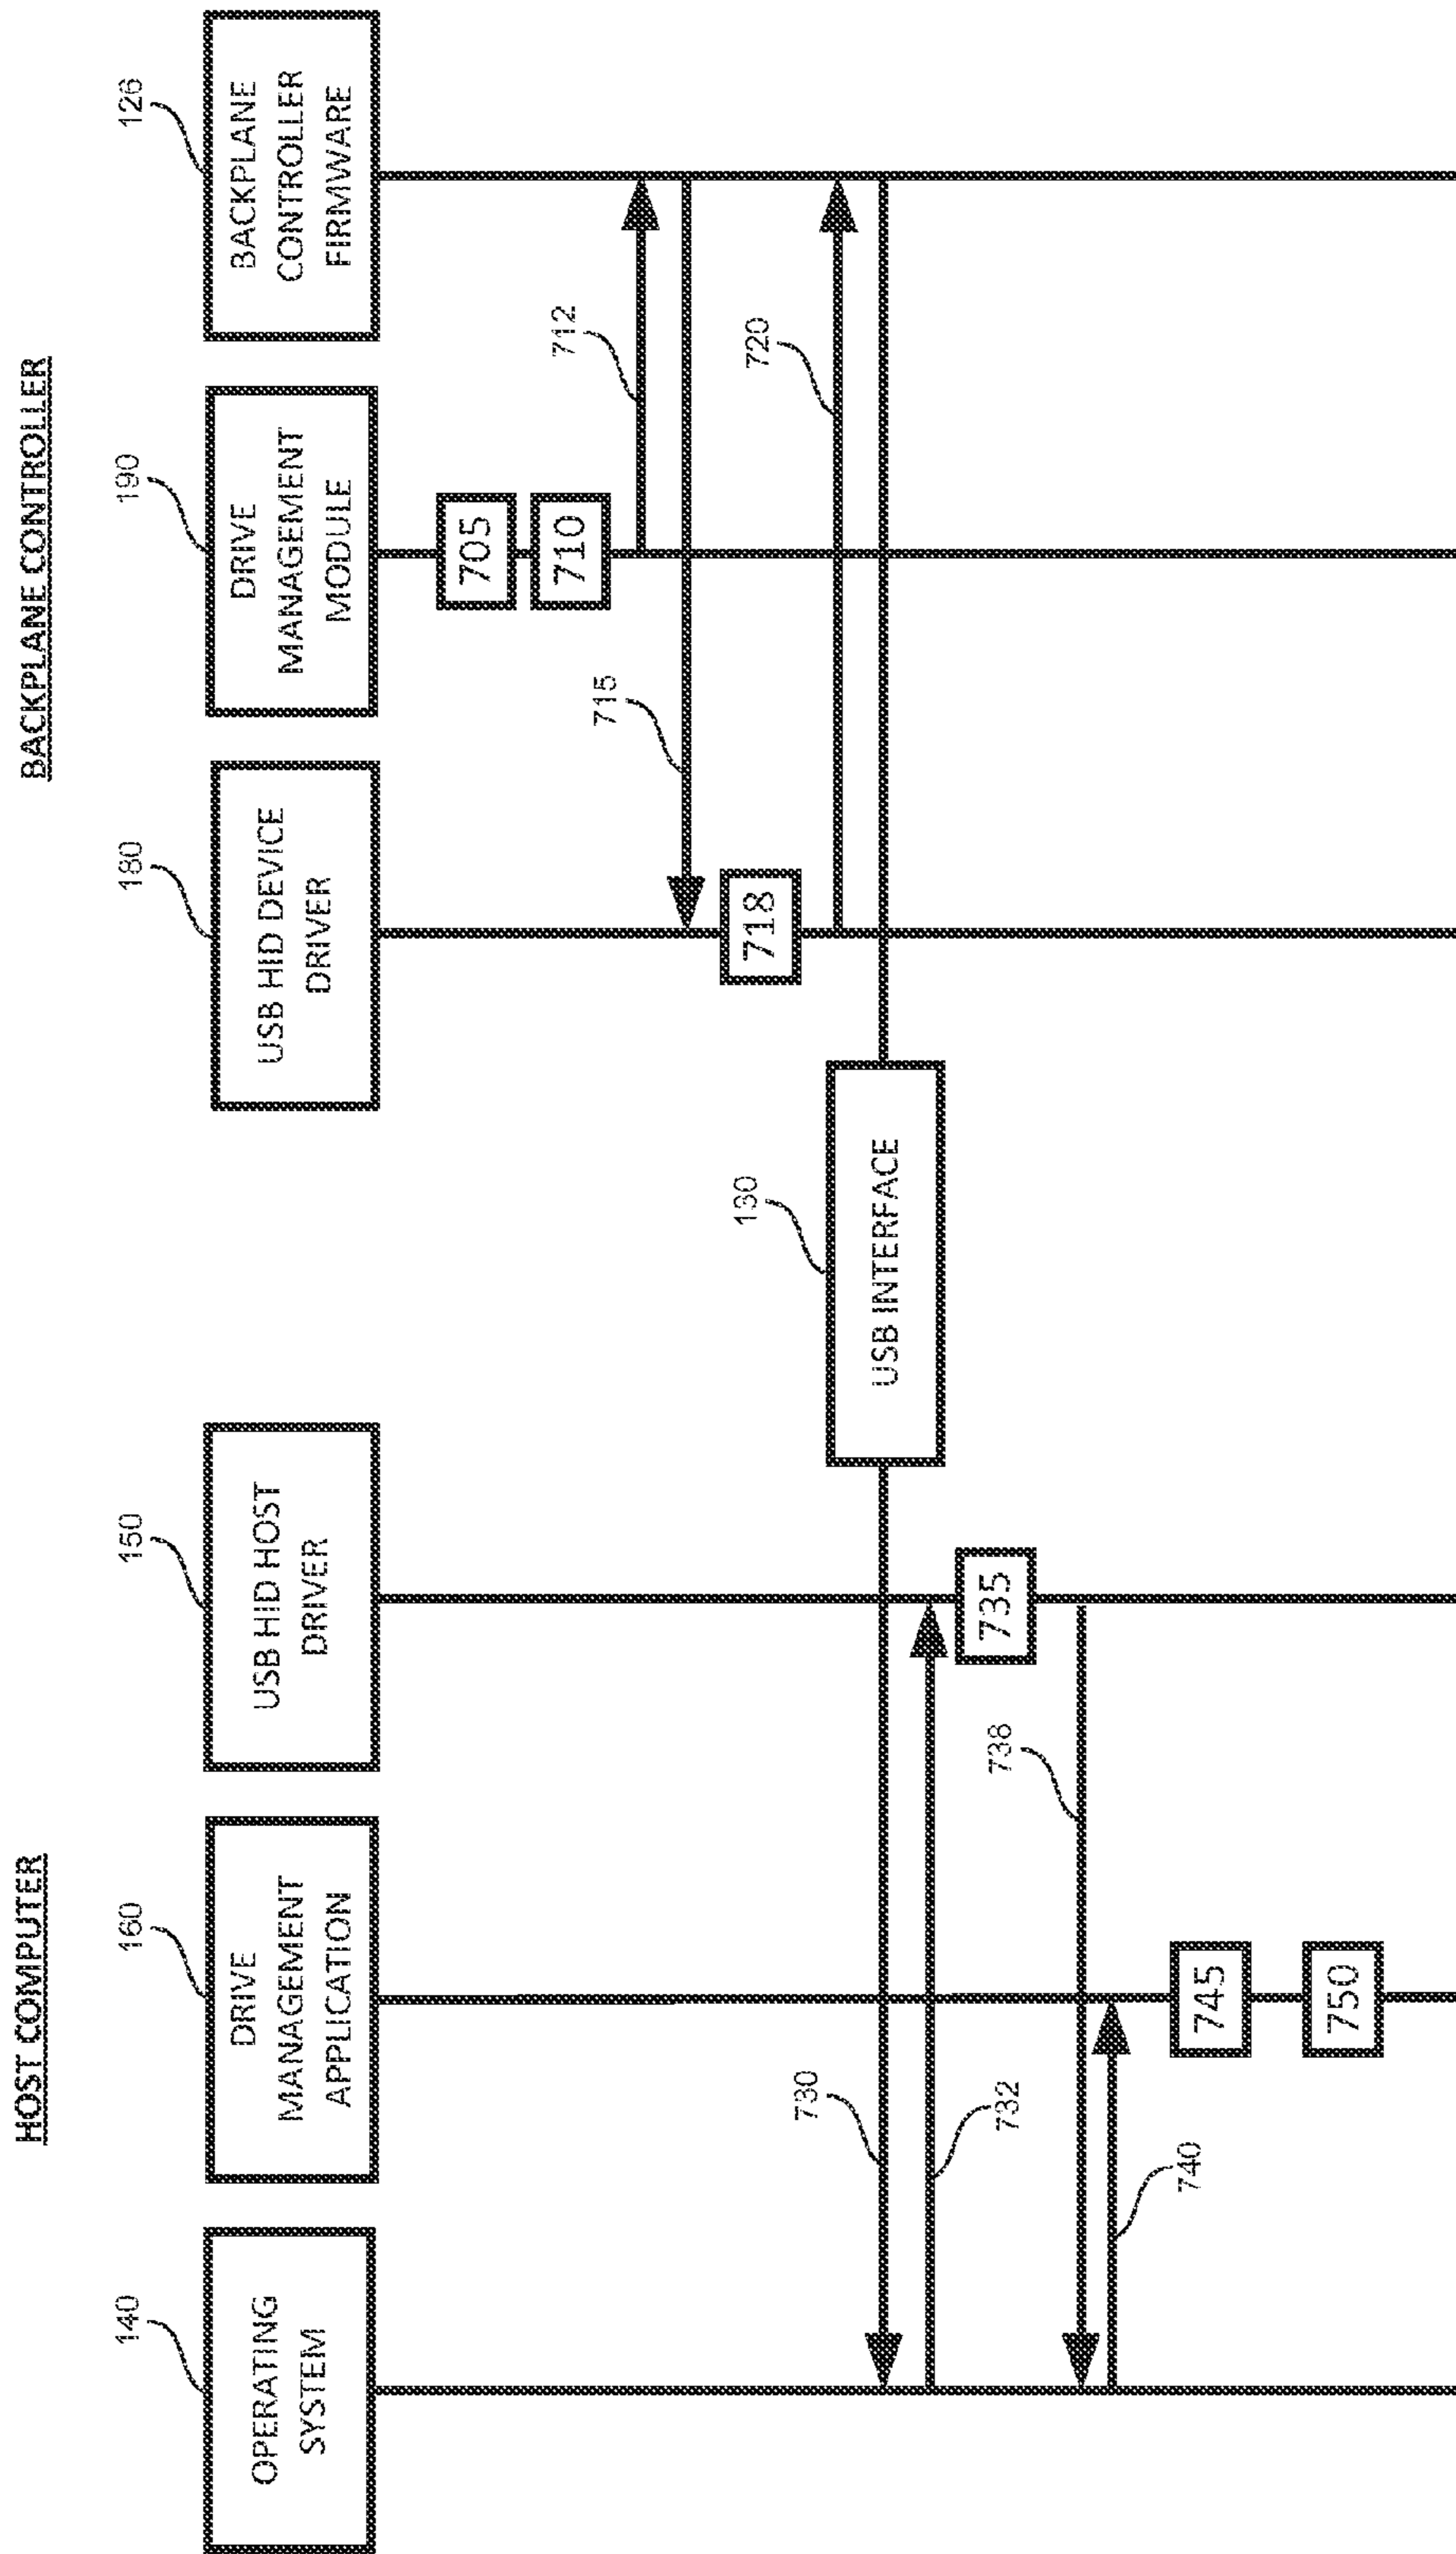 HOST COMPUTER
BACKPLANE CONTROLLER
140
160
150
180
190
126
OPERATING
SYSTEM
DRIVE
MANAGEMENT
APPLICATION
USB HID HOST
DRIVER
USB HID DEVICE
DRIVER
DRIVE
MANAGEMENT
MODULE
BACKPLANE
CONTROLLER
FIRMWARE
705
710
712
715
718
720
130
USB INTERFACE
730
732
735
738
740
745
750